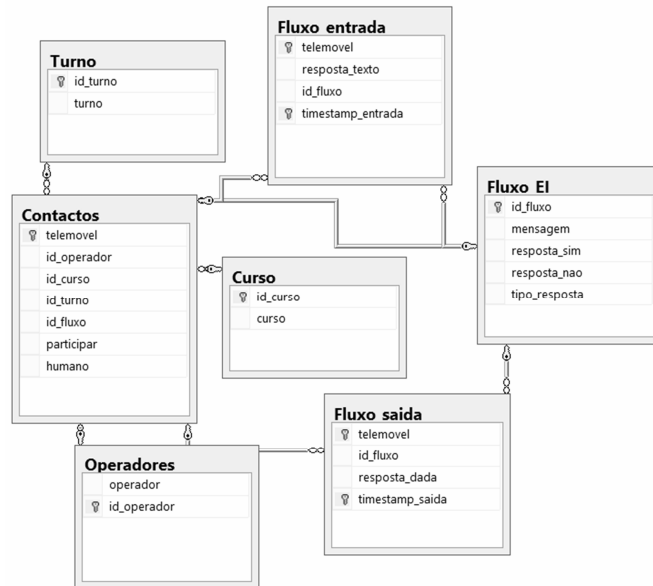 Fluxo entrada
telemovel
resposta_texto
id_fluxo
timestamp_entrada
Turno
id_turno
turno
Contactos
telemovel
id_operador
id_curso
id_turno
id_fluxo
participar
humano
Fluxo EI
id_fluxo
mensagem
resposta_sim
resposta_nao
tipo_resposta
Curso
id_curso
curso
Fluxo saida
telemovel
id_fluxo
resposta_dada
timestamp_saida
Operadores
operador
id_operador